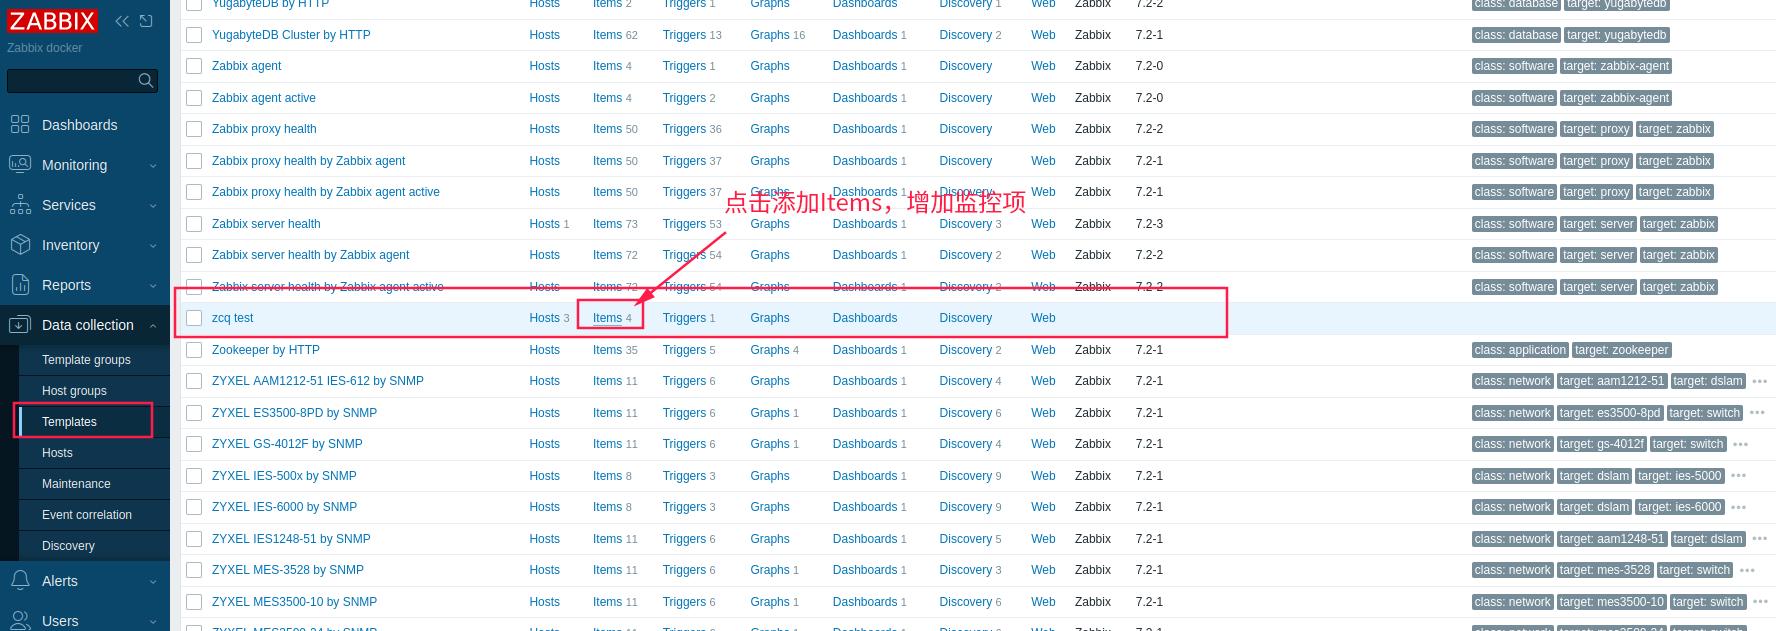 ZABBIX
Zabbix docker
Dashboards
Monitoring
Services
Inventory
Reports
Data collection
Template groups
Host groups
Templates
Hosts
Maintenance
Event correlation
Discovery
Alerts
Users
YugabyteDB by HTTP Hosts Items 2 Triggers 1 Graphs Dashboards Discovery 1 Web Zabbix 7.2-2 class: database target: yugabytedb
YugabyteDB Cluster by HTTP Hosts Items 62 Triggers 13 Graphs 16 Dashboards 1 Discovery 2 Web Zabbix 7.2-1 class: database target: yugabytedb
Zabbix agent Hosts Items 4 Triggers 1 Graphs Dashboards 1 Discovery Web Zabbix 7.2-0 class: software target: zabbix-agent
Zabbix agent active Hosts Items 4 Triggers 2 Graphs Dashboards 1 Discovery Web Zabbix 7.2-0 class: software target: zabbix-agent
Zabbix proxy health Hosts Items 50 Triggers 36 Graphs Dashboards 1 Discovery Web Zabbix 7.2-2 class: software target: proxy target: zabbix
Zabbix proxy health by Zabbix agent Hosts Items 50 Triggers 37 Graphs Dashboards 1 Discovery Web Zabbix 7.2-1 class: software target: proxy target: zabbix
Zabbix proxy health by Zabbix agent active Hosts Items 50 Triggers 37 Graphs Dashboards 1 Discovery Web Zabbix 7.2-1 class: software target: proxy target: zabbix
点击添加Items，增加监控项
Zabbix server health Hosts 1 Items 73 Triggers 53 Graphs Dashboards 1 Discovery 3 Web Zabbix 7.2-3 class: software target: server target: zabbix
Zabbix server health by Zabbix agent Hosts Items 72 Triggers 54 Graphs Dashboards 1 Discovery 2 Web Zabbix 7.2-2 class: software target: server target: zabbix
Zabbix server health by Zabbix agent active Hosts Items 72 Triggers 54 Graphs Dashboards 1 Discovery 2 Web Zabbix 7.2-2 class: software target: server target: zabbix
zcq test Hosts 3 Items 4 Triggers 1 Graphs Dashboards Discovery Web
Zookeeper by HTTP Hosts Items 35 Triggers 5 Graphs 4 Dashboards 1 Discovery 2 Web Zabbix 7.2-1 class: application target: zookeeper
ZYXEL AAM1212-51 IES-612 by SNMP Hosts Items 11 Triggers 6 Graphs Dashboards 1 Discovery 4 Web Zabbix 7.2-1 class: network target: aam1212-51 target: dslam •••
ZYXEL ES3500-8PD by SNMP Hosts Items 11 Triggers 6 Graphs 1 Dashboards 1 Discovery 6 Web Zabbix 7.2-1 class: network target: es3500-8pd target: switch •••
ZYXEL GS-4012F by SNMP Hosts Items 11 Triggers 6 Graphs 1 Dashboards 1 Discovery 4 Web Zabbix 7.2-1 class: network target: gs-4012f target: switch •••
ZYXEL IES-500x by SNMP Hosts Items 8 Triggers 3 Graphs Dashboards 1 Discovery 9 Web Zabbix 7.2-1 class: network target: dslam target: ies-5000 •••
ZYXEL IES-6000 by SNMP Hosts Items 8 Triggers 3 Graphs Dashboards 1 Discovery 9 Web Zabbix 7.2-1 class: network target: dslam target: ies-6000 •••
ZYXEL IES1248-51 by SNMP Hosts Items 11 Triggers 6 Graphs Dashboards 1 Discovery 5 Web Zabbix 7.2-1 class: network target: aam1248-51 target: dslam •••
ZYXEL MES-3528 by SNMP Hosts Items 11 Triggers 6 Graphs 1 Dashboards 1 Discovery 3 Web Zabbix 7.2-1 class: network target: mes-3528 target: switch •••
ZYXEL MES3500-10 by SNMP Hosts Items 11 Triggers 6 Graphs 1 Dashboards 1 Discovery 6 Web Zabbix 7.2-1 class: network target: mes3500-10 target: switch •••